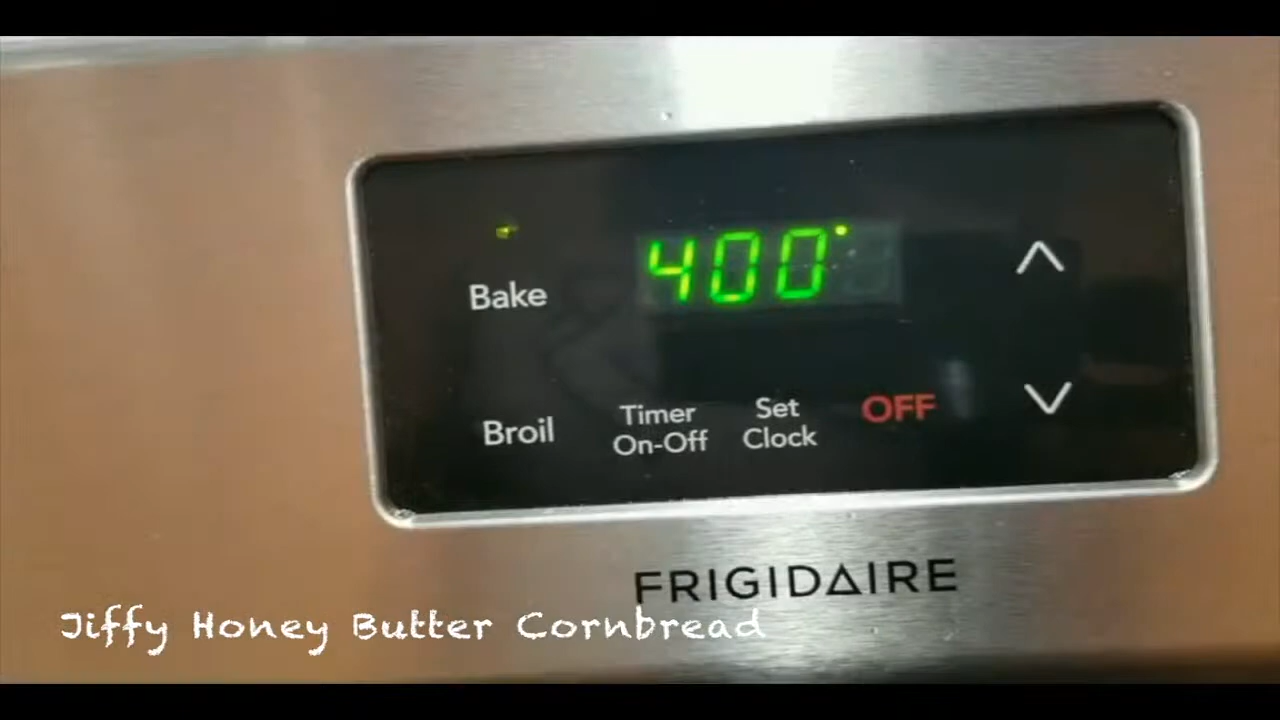 400°
Bake
Broil
Timer
On-Off
Set
Clock
OFF
FRIGIDAIRE
Jiffy Honey Butter Cornbread